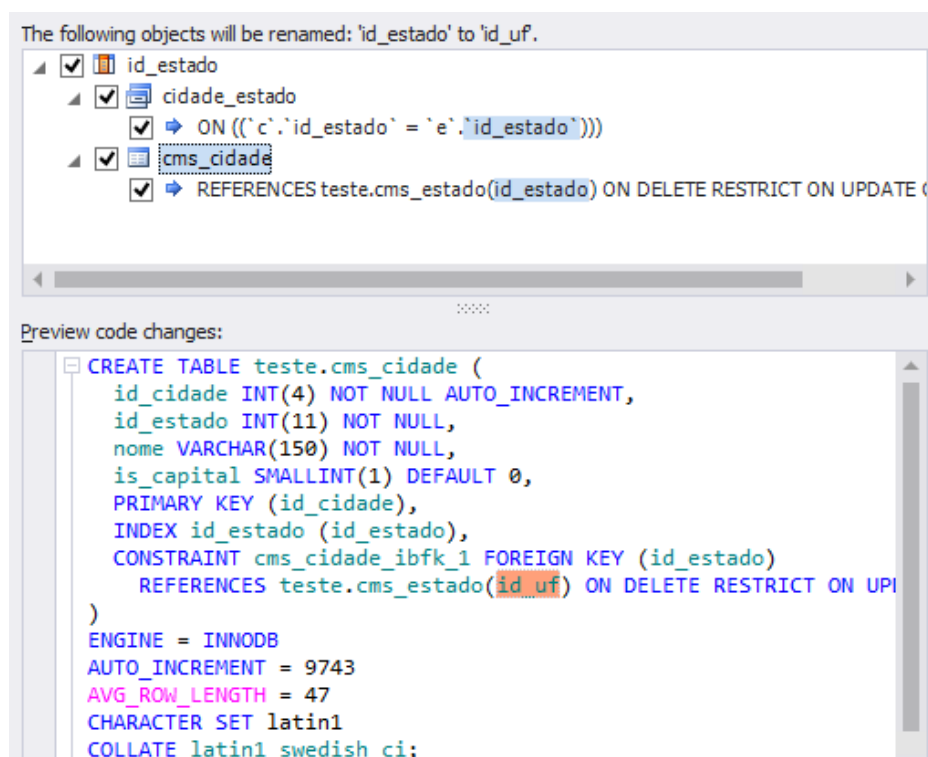 The following objects will be renamed: 'id_estado' to 'id_uf'.
id_estado
cidade_estado
ON ((`c`.`id_estado` = `e`.`id_estado`)))
cms_cidade
REFERENCES teste.cms_estado(id_estado) ON DELETE RESTRICT ON UPDATE
Preview code changes:
CREATE TABLE teste.cms_cidade (
id_cidade INT(4) NOT NULL AUTO_INCREMENT,
id_estado INT(11) NOT NULL,
nome VARCHAR(150) NOT NULL,
is_capital SMALLINT(1) DEFAULT 0,
PRIMARY KEY (id_cidade),
INDEX id_estado (id_estado),
CONSTRAINT cms_cidade_ibfk_1 FOREIGN KEY (id_estado)
REFERENCES teste.cms_estado(id_uf) ON DELETE RESTRICT ON
)
ENGINE = INNODB
AUTO_INCREMENT = 9743
AVG_ROW_LENGTH = 47
CHARACTER SET latin1
COLLATE latin1_swedish_ci;